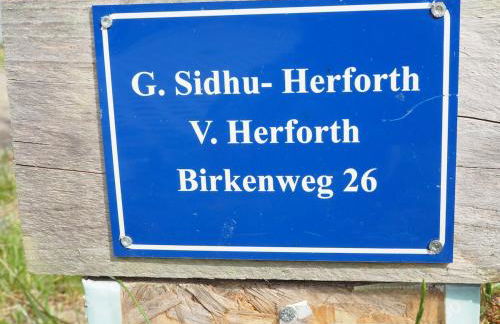 G. Sidhu- Herforth
V. Herforth
Birkenweg 26